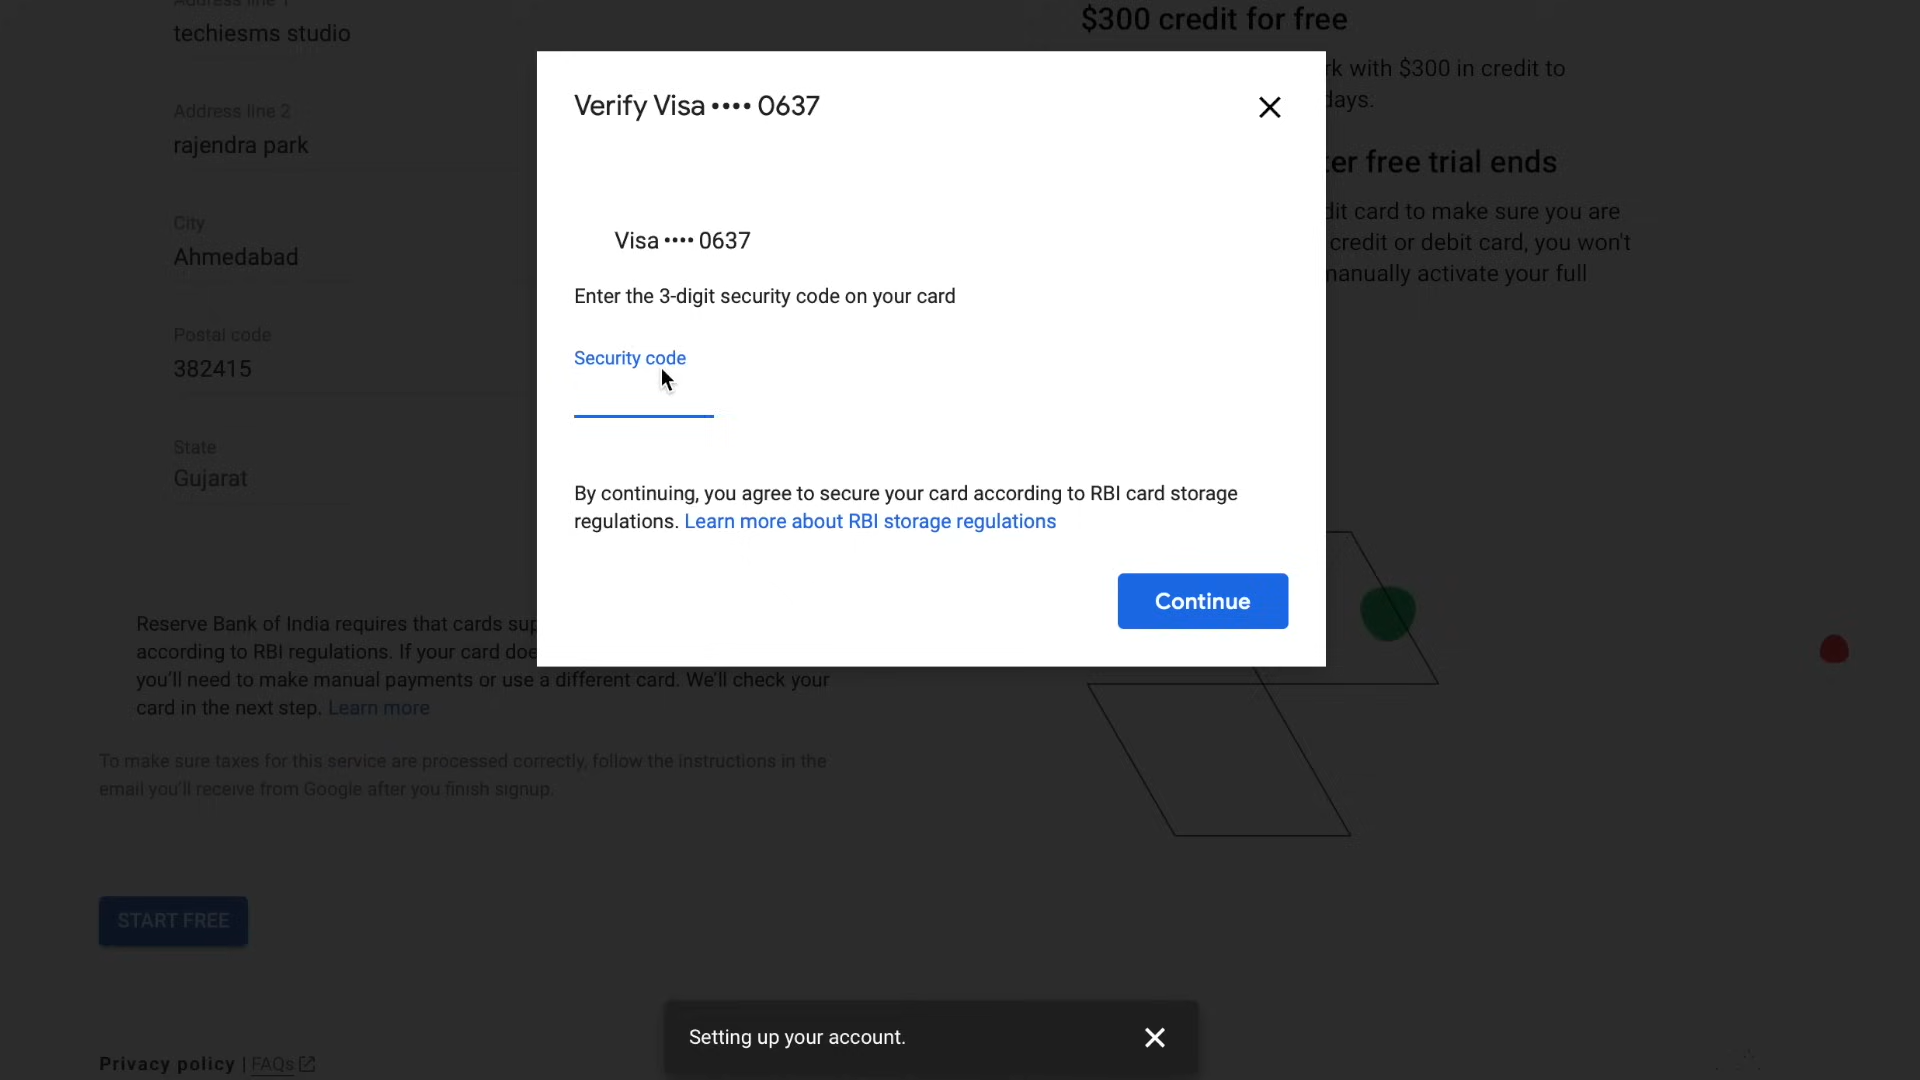 Address line 1
techiesms studio
Address line 2
rajendra park
City
Ahmedabad
Postal code
382415
State
Gujarat
Reserve Bank of India requires that cards sup
according to RBI regulations. If your card doe
you'll need to make manual payments or use a different card. We'll check your
card in the next step. Learn more
To make sure taxes for this service are processed correctly, follow the instructions in the
email you'll receive from Google after you finish signup.
START FREE
Privacy policy | FAQs
Verify Visa •••• 0637
Visa •••• 0637
Enter the 3-digit security code on your card
Security code
By continuing, you agree to secure your card according to RBI card storage
regulations. Learn more about RBI storage regulations
Continue
$300 credit for free
rk with $300 in credit to
days.
ter free trial ends
dit card to make sure you are
credit or debit card, you won't
manually activate your full
Setting up your account.